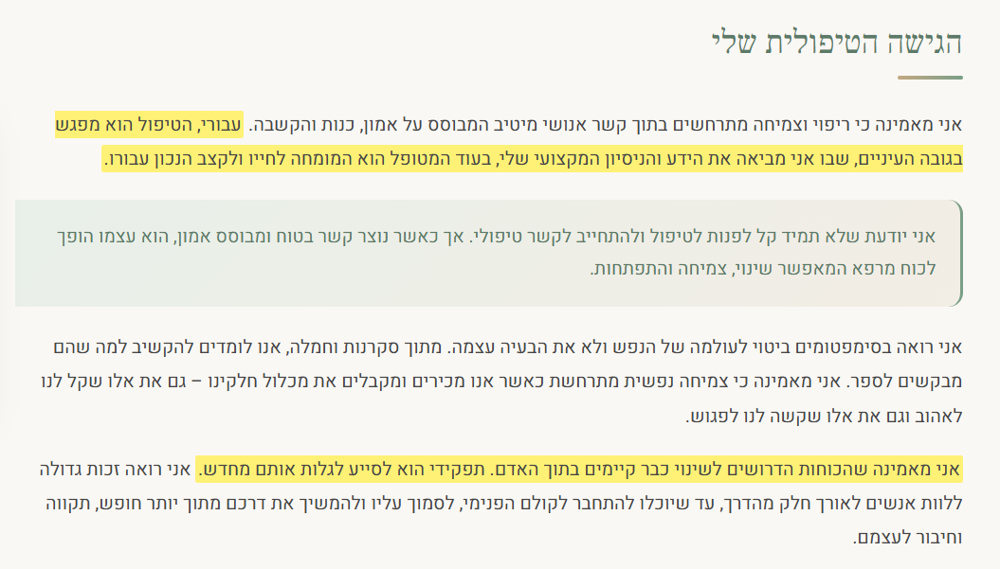 הגישה הטיפולית שלי
אני מאמינה כי ריפוי וצמיחה מתרחשים בתוך קשר אנושי מיטיב המבוסס על אמון, כנות והקשבה. עבורי, הטיפול הוא מפגש
בגובה העיניים, שבו אני מביאה את הידע והניסיון המקצועי שלי, בעוד המטופל הוא המומחה לחייו ולקצב הנכון עבורו.
אני יודעת שלא תמיד קל לפנות לטיפול ולהתחייב לקשר טיפולי. אך כאשר נוצר קשר בטוח ומבוסס אמון, הוא עצמו הופך
לכוח מרפא המאפשר שינוי, צמיחה והתפתחות.
אני רואה בסימפטומים ביטוי לעולמה של הנפש ולא את הבעיה עצמה. מתוך סקרנות וחמלה, אנו לומדים להקשיב למה שהם
מבקשים לספר. אני מאמינה כי צמיחה נפשית מתרחשת כאשר אנו מכירים ומקבלים את מכלול חלקינו – גם את אלו שקל לנו
לאהוב וגם את אלו שקשה לנו לפגוש.
אני מאמינה שהכוחות הדרושים לשינוי כבר קיימים בתוך האדם. תפקידי הוא לסייע לגלות אותם מחדש. אני רואה זכות גדולה
ללוות אנשים לאורך חלק מהדרך, עד שיוכלו להתחבר לקולם הפנימי, לסמוך עליו ולהמשיך את דרכם מתוך יותר חופש, תקווה
וחיבור לעצמם.